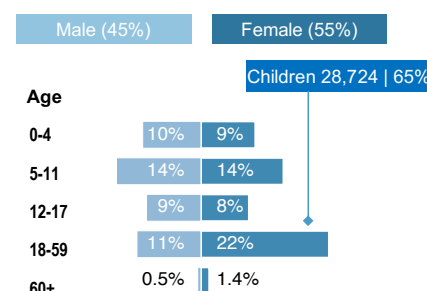 Male (45%) Female (55%)
Children 28,724 | 65%
Age
0-4 10% 9%
5-11 14% 14%
12-17 9% 8%
18-59 11% 22%
60+ 0.5% 1.4%